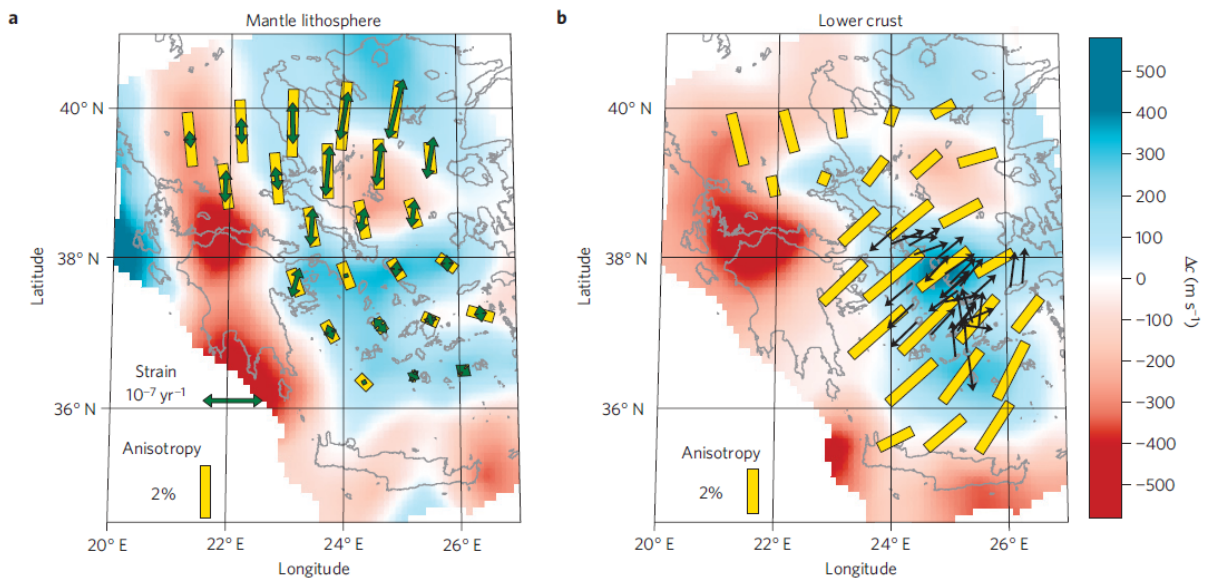 a
Mantle lithosphere
40° N
38° N
36° N
Latitude
Strain
10⁻⁷ yr⁻¹
Anisotropy
2%
20° E
22° E
24° E
26° E
Longitude
b
Lower crust
40° N
38° N
36° N
Latitude
Anisotropy
2%
20° E
22° E
24° E
26° E
Longitude
500
400
300
200
100
0
−100
−200
−300
−400
−500
Δc (m s⁻¹)